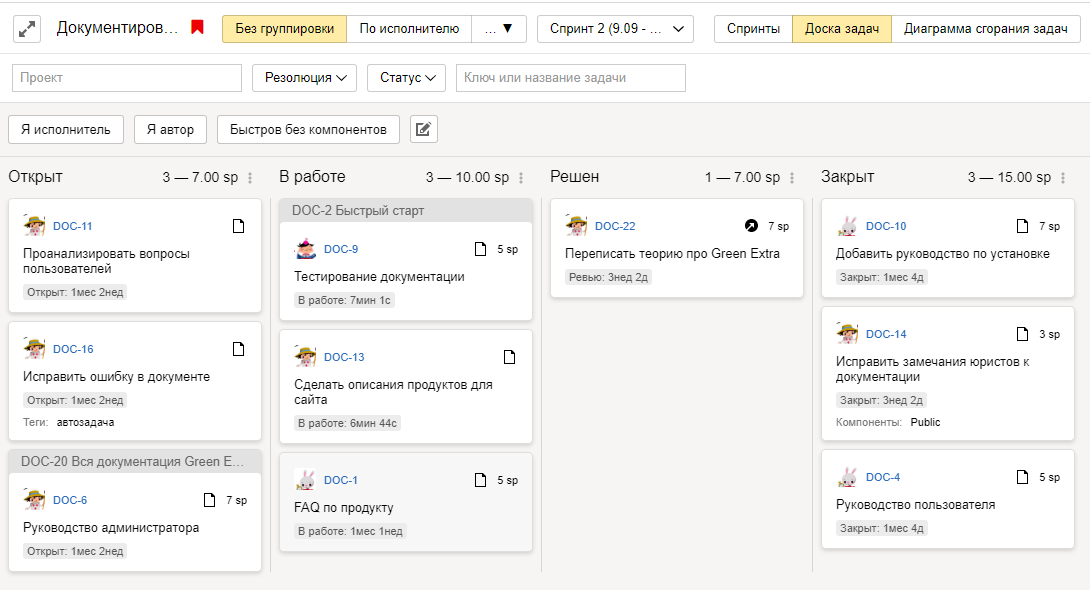 Документиров...
Без группировки
По исполнителю
... ▼
Спринт 2 (9.09 - ...
Спринты
Доска задач
Диаграмма сгорания задач
Проект
Резолюция
Статус
Ключ или название задачи
Я исполнитель
Я автор
Быстров без компонентов
Открыт
3 — 7.00 sp
DOC-11
Проанализировать вопросы
пользователей
Открыт: 1мес 2нед
DOC-16
Исправить ошибку в документе
Открыт: 1мес 2нед
Теги: автозадача
DOC-20 Вся документация Green E...
DOC-6
7 sp
Руководство администратора
Открыт: 1мес 2нед
В работе
3 — 10.00 sp
DOC-2 Быстрый старт
DOC-9
5 sp
Тестирование документации
В работе: 7мин 1с
DOC-13
Сделать описания продуктов для
сайта
В работе: 6мин 44с
DOC-1
5 sp
FAQ по продукту
В работе: 1мес 1нед
Решен
1 — 7.00 sp
DOC-22
7 sp
Переписать теорию про Green Extra
Ревью: 3нед 2д
Закрыт
3 — 15.00 sp
DOC-10
7 sp
Добавить руководство по установке
Закрыт: 1мес 4д
DOC-14
3 sp
Исправить замечания юристов к
документации
Закрыт: 3нед 2д
Компоненты: Public
DOC-4
5 sp
Руководство пользователя
Закрыт: 1мес 4д